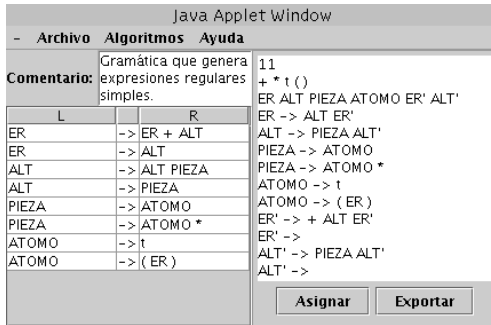 Java Applet Window
- Archivo Algoritmos Ayuda
Comentario:
Gramática que genera
expresiones regulares
simples.
L R
ER -> ER + ALT
ER -> ALT
ALT -> ALT PIEZA
ALT -> PIEZA
PIEZA -> ATOMO
PIEZA -> ATOMO *
ATOMO -> t
ATOMO -> ( ER )
11
+ * t ( )
ER ALT PIEZA ATOMO ER' ALT'
ER -> ALT ER'
ALT -> PIEZA ALT'
PIEZA -> ATOMO
PIEZA -> ATOMO *
ATOMO -> t
ATOMO -> ( ER )
ER' -> + ALT ER'
ER' ->
ALT' -> PIEZA ALT'
ALT' ->
Asignar Exportar